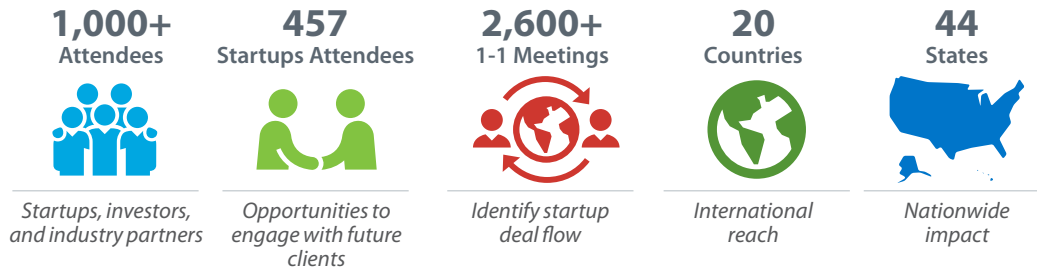 1,000+
Attendees
Startups, investors,
and industry partners
457
Startups Attendees
Opportunities to
engage with future
clients
2,600+
1-1 Meetings
Identify startup
deal flow
20
Countries
International
reach
44
States
Nationwide
impact